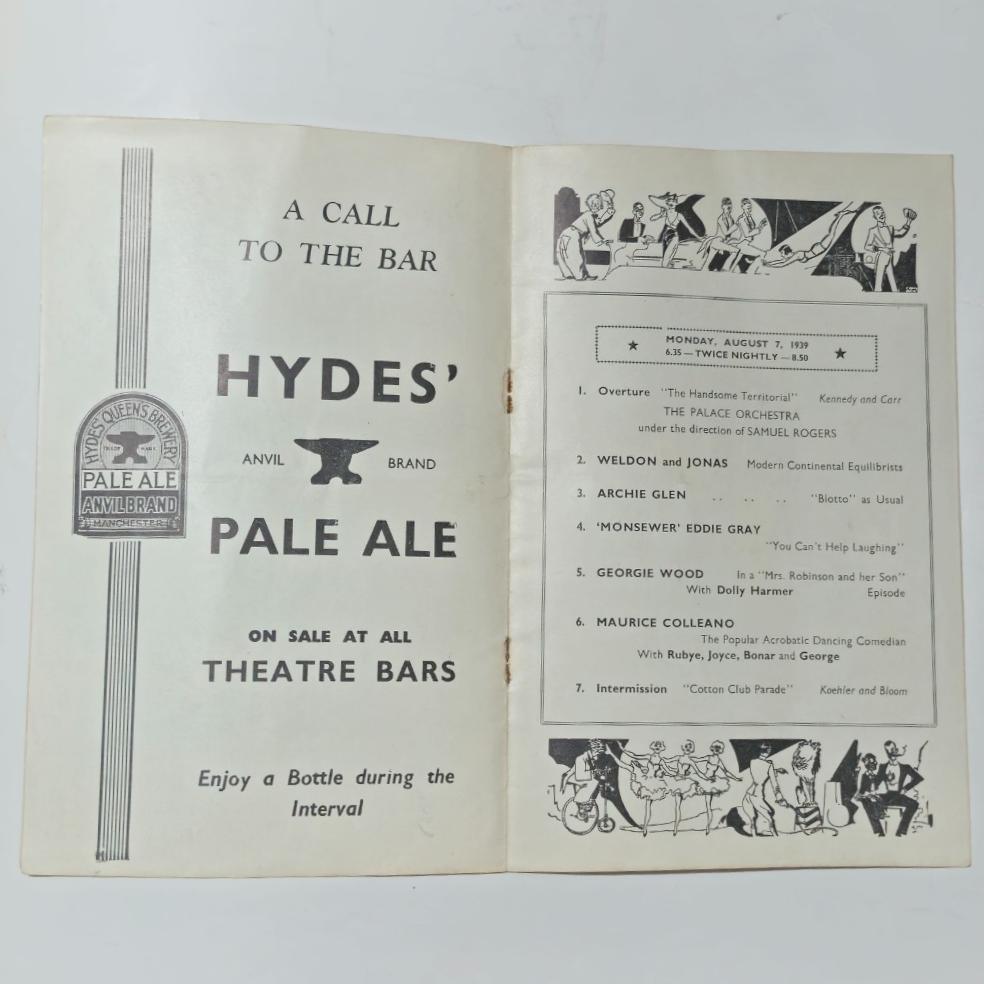 A CALL
TO THE BAR
HYDES'
ANVIL BRAND
PALE ALE
ON SALE AT ALL
THEATRE BARS
Enjoy a Bottle during the
Interval
HYDES' QUEEN'S BREWERY
TRADE MARK
PALE ALE
ANVIL BRAND
MANCHESTER
MONDAY, AUGUST 7, 1939
6.35 — TWICE NIGHTLY — 8.50
1. Overture "The Handsome Territorial" Kennedy and Carr
THE PALACE ORCHESTRA
under the direction of SAMUEL ROGERS
2. WELDON and JONAS Modern Continental Equilibrists
3. ARCHIE GLEN .. .. .. "Blotto" as Usual
4. 'MONSEWER' EDDIE GRAY
"You Can't Help Laughing"
5. GEORGIE WOOD In a "Mrs. Robinson and her Son"
With Dolly Harmer Episode
6. MAURICE COLLEANO
The Popular Acrobatic Dancing Comedian
With Rubye, Joyce, Bonar and George
7. Intermission "Cotton Club Parade" Koehler and Bloom